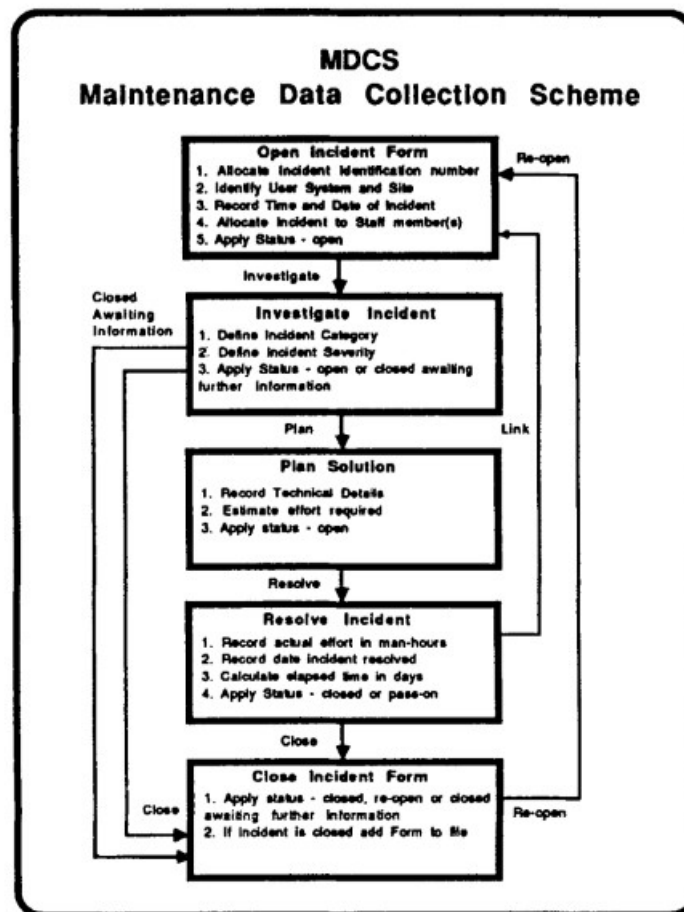 MDCS
Maintenance Data Collection Scheme
Open Incident Form
1. Allocate Incident Identification number
2. Identify User System and Site
3. Record Time and Date of Incident
4. Allocate Incident to Staff member(s)
5. Apply Status - open
Re-open
Investigate
Closed
Awaiting
Information
Investigate Incident
1. Define Incident Category
2. Define Incident Severity
3. Apply Status - open or closed awaiting
further information
Plan
Link
Plan Solution
1. Record Technical Details
2. Estimate effort required
3. Apply status - open
Resolve
Resolve Incident
1. Record actual effort in man-hours
2. Record date incident resolved
3. Calculate elapsed time in days
4. Apply Status - closed or pass-on
Close
Close Incident Form
1. Apply status - closed, re-open or closed
awaiting further Information
2. If Incident is closed add Form to file
Close
Re-open